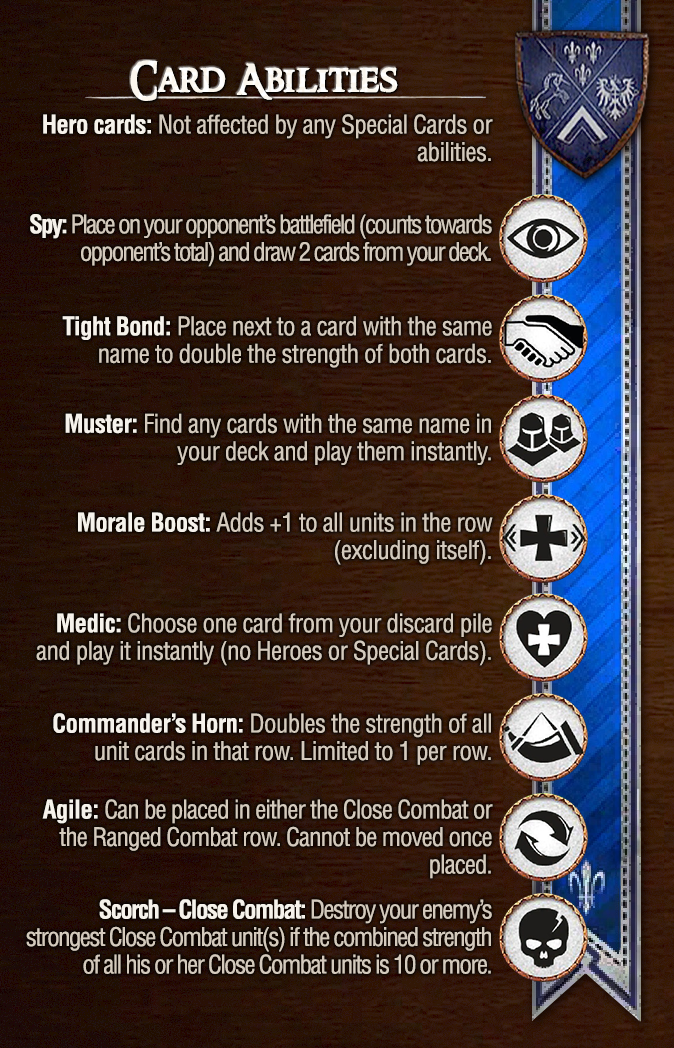 Card Abilities
Hero cards: Not affected by any Special Cards or
abilities.
Spy: Place on your opponent's battlefield (counts towards
opponent's total) and draw 2 cards from your deck.
Tight Bond: Place next to a card with the same
name to double the strength of both cards.
Muster: Find any cards with the same name in
your deck and play them instantly.
Morale Boost: Adds +1 to all units in the row
(excluding itself).
Medic: Choose one card from your discard pile
and play it instantly (no Heroes or Special Cards).
Commander's Horn: Doubles the strength of all
unit cards in that row. Limited to 1 per row.
Agile: Can be placed in either the Close Combat or
the Ranged Combat row. Cannot be moved once
placed.
Scorch – Close Combat: Destroy your enemy's
strongest Close Combat unit(s) if the combined strength
of all his or her Close Combat units is 10 or more.